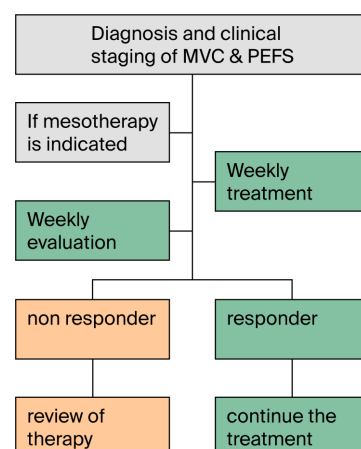 Diagnosis and clinical
staging of MVC & PEFS
If mesotherapy
is indicated
Weekly
treatment
Weekly
evaluation
non responder
responder
review of
therapy
continue the
treatment